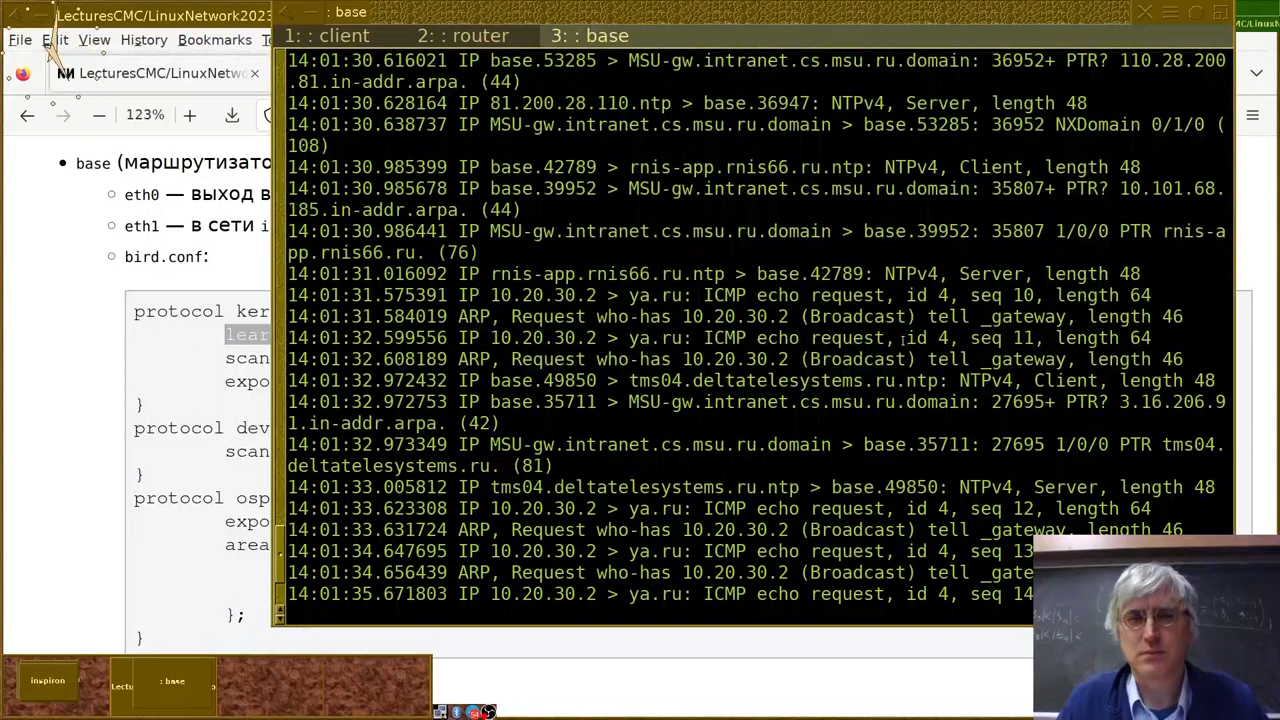 LecturesCMC/LinuxNetwork2023
: base
MC/LinuxNetw
File Edit View History Bookmarks To
1: : client 2: : router 3: : base
LecturesCMC/LinuxNetwo
123%
base (маршрутизато
eth0 — выход в
eth1 — в сети i
bird.conf:
protocol ker
lear
scan
expo
}
protocol dev
scan
}
protocol osp
expo
area
};
}
14:01:30.616021 IP base.53285 > MSU-gw.intranet.cs.msu.ru.domain: 36952+ PTR? 110.28.200
.81.in-addr.arpa. (44)
14:01:30.628164 IP 81.200.28.110.ntp > base.36947: NTPv4, Server, length 48
14:01:30.638737 IP MSU-gw.intranet.cs.msu.ru.domain > base.53285: 36952 NXDomain 0/1/0 (
108)
14:01:30.985399 IP base.42789 > rnis-app.rnis66.ru.ntp: NTPv4, Client, length 48
14:01:30.985678 IP base.39952 > MSU-gw.intranet.cs.msu.ru.domain: 35807+ PTR? 10.101.68.
185.in-addr.arpa. (44)
14:01:30.986441 IP MSU-gw.intranet.cs.msu.ru.domain > base.39952: 35807 1/0/0 PTR rnis-a
pp.rnis66.ru. (76)
14:01:31.016092 IP rnis-app.rnis66.ru.ntp > base.42789: NTPv4, Server, length 48
14:01:31.575391 IP 10.20.30.2 > ya.ru: ICMP echo request, id 4, seq 10, length 64
14:01:31.584019 ARP, Request who-has 10.20.30.2 (Broadcast) tell _gateway, length 46
14:01:32.599556 IP 10.20.30.2 > ya.ru: ICMP echo request, id 4, seq 11, length 64
14:01:32.608189 ARP, Request who-has 10.20.30.2 (Broadcast) tell _gateway, length 46
14:01:32.972432 IP base.49850 > tms04.deltatelesystems.ru.ntp: NTPv4, Client, length 48
14:01:32.972753 IP base.35711 > MSU-gw.intranet.cs.msu.ru.domain: 27695+ PTR? 3.16.206.9
1.in-addr.arpa. (42)
14:01:32.973349 IP MSU-gw.intranet.cs.msu.ru.domain > base.35711: 27695 1/0/0 PTR tms04.
deltatelesystems.ru. (81)
14:01:33.005812 IP tms04.deltatelesystems.ru.ntp > base.49850: NTPv4, Server, length 48
14:01:33.623308 IP 10.20.30.2 > ya.ru: ICMP echo request, id 4, seq 12, length 64
14:01:33.631724 ARP, Request who-has 10.20.30.2 (Broadcast) tell _gateway, length 46
14:01:34.647695 IP 10.20.30.2 > ya.ru: ICMP echo request, id 4, seq 13
14:01:34.656439 ARP, Request who-has 10.20.30.2 (Broadcast) tell _gate
14:01:35.671803 IP 10.20.30.2 > ya.ru: ICMP echo request, id 4, seq 14
inspiron
Lectu
: base